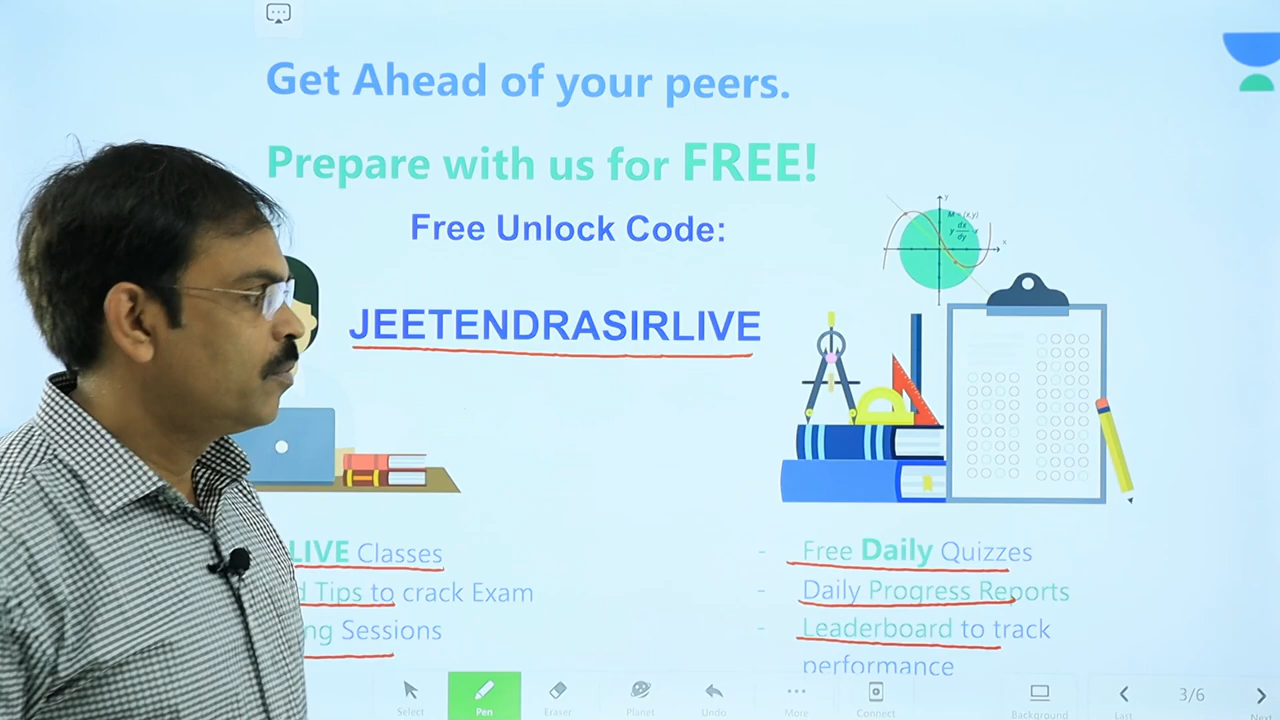 Get Ahead of your peers.
Prepare with us for FREE!
Free Unlock Code:
JEETENDRASIRLIVE
LIVE Classes
Tips to crack Exam
Sessions
- Free Daily Quizzes
- Daily Progress Reports
- Leaderboard to track
performance
Select
Pen
Eraser
Planet
Undo
More
Connect
Background
Last
3/6
Next